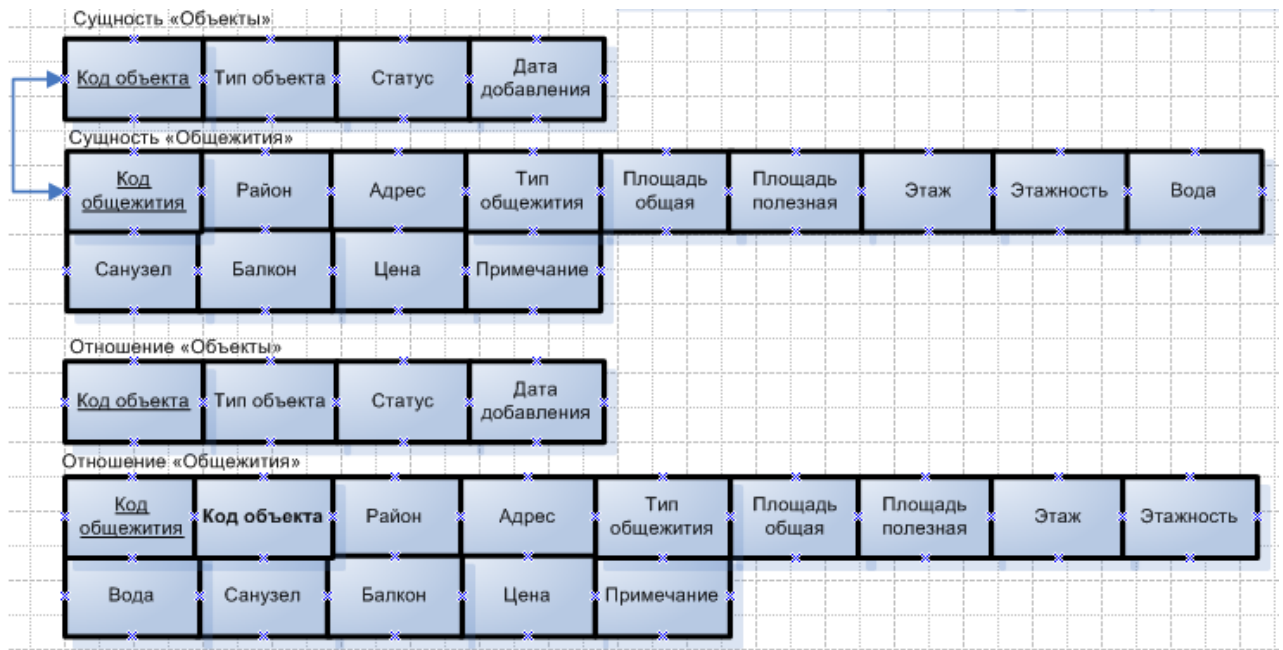 Сущность «Объекты»
Код объекта Тип объекта Статус Дата добавления
Сущность «Общежития»
Код общежития Район Адрес Тип общежития Площадь общая Площадь полезная Этаж Этажность Вода
Санузел Балкон Цена Примечание
Отношение «Объекты»
Код объекта Тип объекта Статус Дата добавления
Отношение «Общежития»
Код общежития Код объекта Район Адрес Тип общежития Площадь общая Площадь полезная Этаж Этажность
Вода Санузел Балкон Цена Примечание